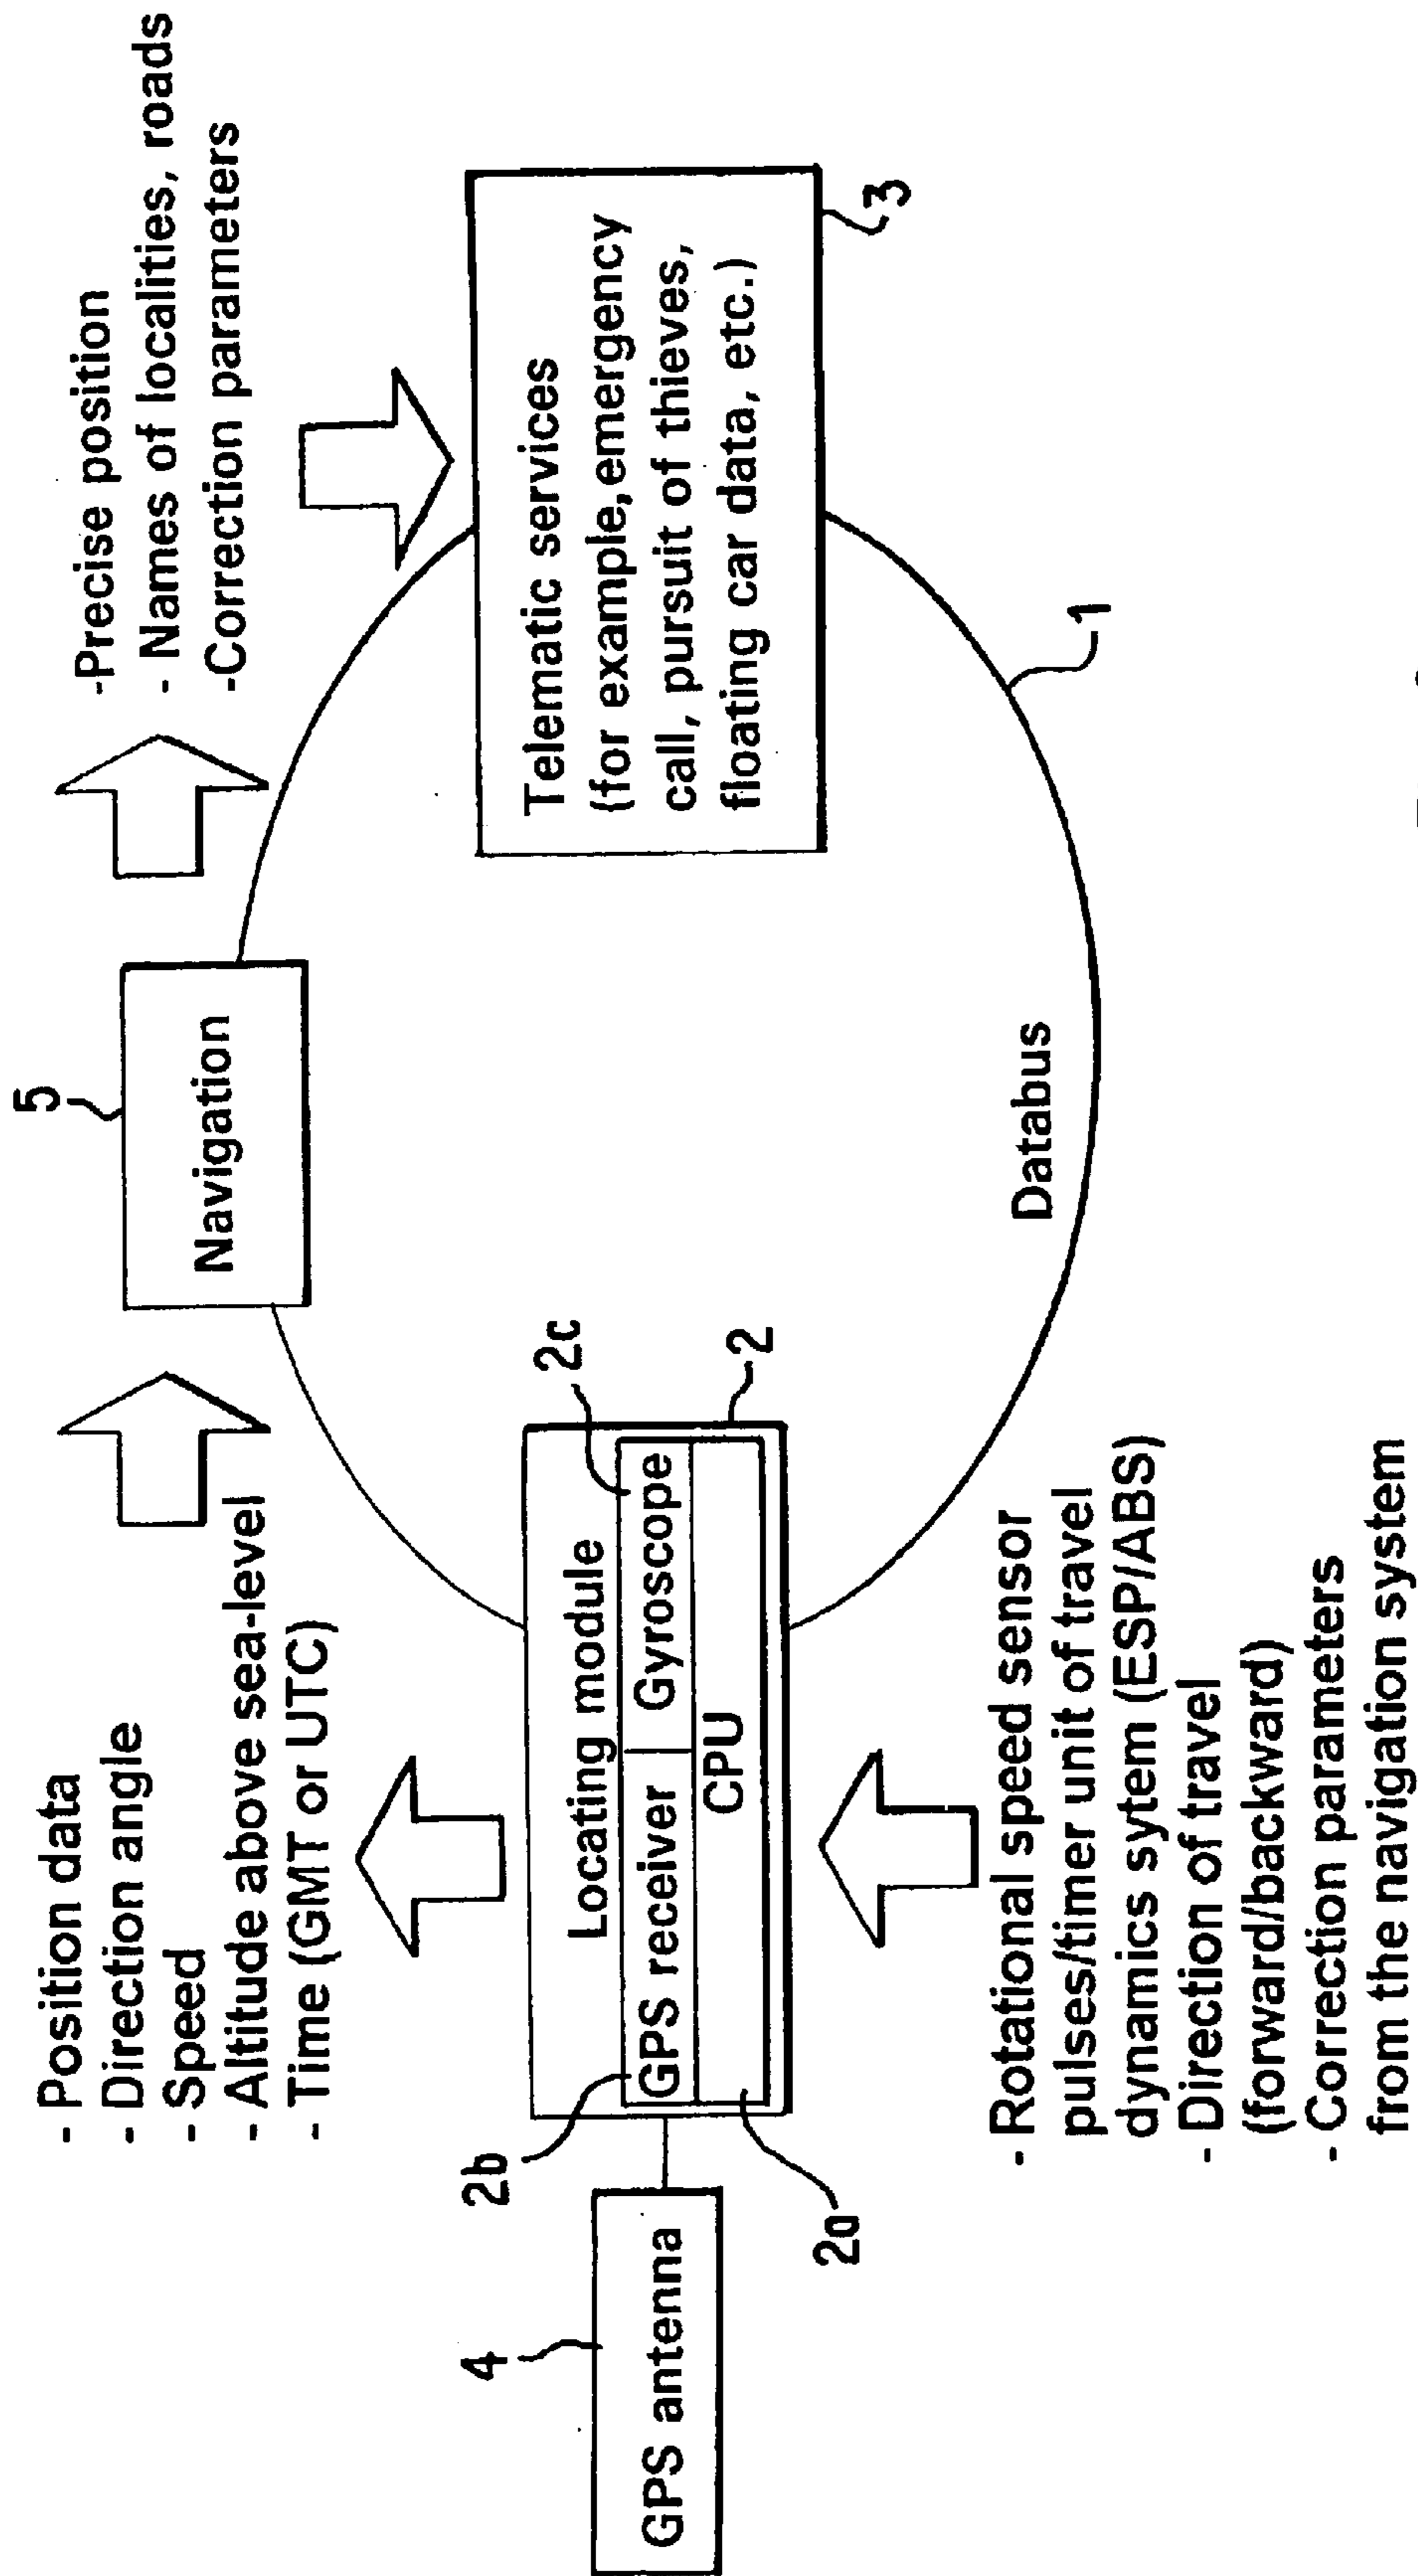 - Position data
- Direction angle
- Speed
- Altitude above sea-level
- Time (GMT or UTC)
5
Navigation
-Precise position
- Names of localities, roads
-Correction parameters
4
GPS antenna
2b
2a
Locating module
GPS receiver
Gyroscope
CPU
2c
2
Telematic services
(for example,emergency
call, pursuit of thieves,
floating car data, etc.)
3
Databus
1
- Rotational speed sensor
pulses/timer unit of travel
dynamics sytem (ESP/ABS)
- Direction of travel
(forward/backward)
- Correction parameters
from the navigation system